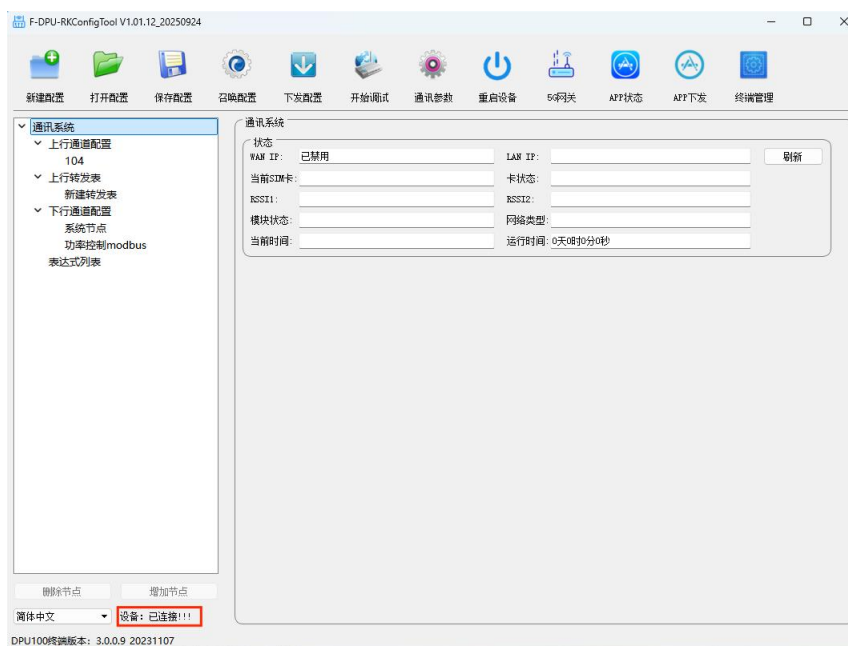 F-DPU-RKConfigTool V1.01.12_20250924
新建配置 打开配置 保存配置 召唤配置 下发配置 开始调试 通讯参数 重启设备 5G网关 APP状态 APP下发 终端管理
通讯系统
上行通道配置
104
上行转发表
新建转发表
下行通道配置
系统节点
功率控制modbus
表达式列表
通讯系统
状态
WAN IP: 已禁用 LAN IP: 刷新
当前SIM卡: 卡状态:
RSSI1: RSSI2:
模块状态: 网络类型:
当前时间: 运行时间: 0天0时0分0秒
删除节点 增加节点
简体中文 设备: 已连接!!!
DPU100终端版本: 3.0.0.9 20231107